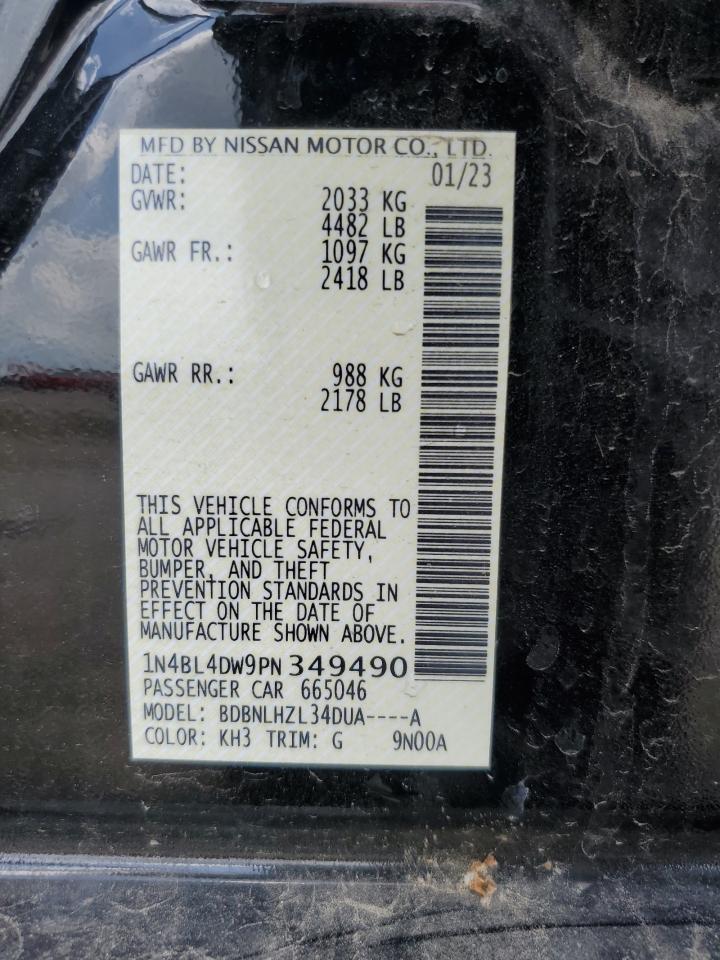 MFD BY NISSAN MOTOR CO., LTD.
DATE: 01/23
GVWR: 2033 KG
4482 LB
GAWR FR.: 1097 KG
2418 LB
GAWR RR.: 988 KG
2178 LB
THIS VEHICLE CONFORMS TO
ALL APPLICABLE FEDERAL
MOTOR VEHICLE SAFETY,
BUMPER, AND THEFT
PREVENTION STANDARDS IN
EFFECT ON THE DATE OF
MANUFACTURE SHOWN ABOVE.
1N4BL4DW9PN 349490
PASSENGER CAR 665046
MODEL: BDBNLHZL34DUA----A
COLOR: KH3 TRIM: G 9N00A